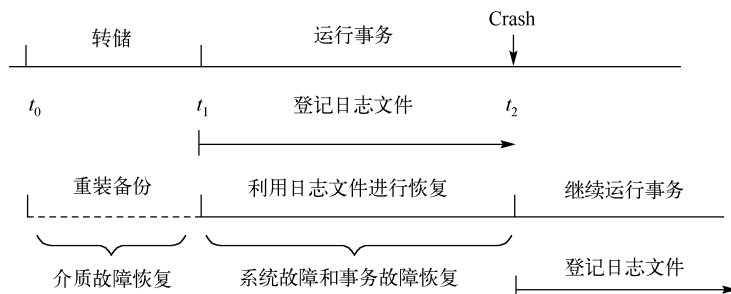 Crash
转储 运行事务
t0 t1 登记日志文件 t2
重装备份 利用日志文件进行恢复 继续运行事务
介质故障恢复 系统故障和事务故障恢复 登记日志文件